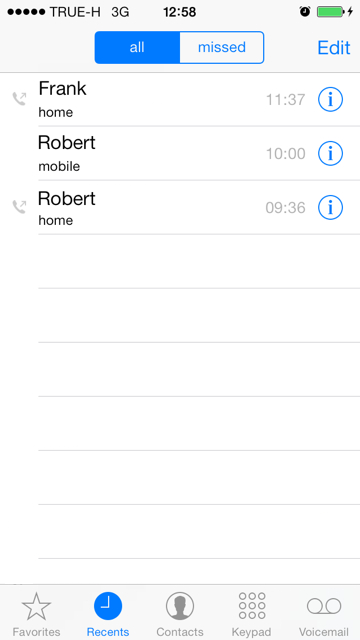 TRUE-H 3G 12:58
all missed Edit
Frank
home
11:37
Robert
mobile
10:00
Robert
home
09:36
Favorites Recents Contacts Keypad Voicemail